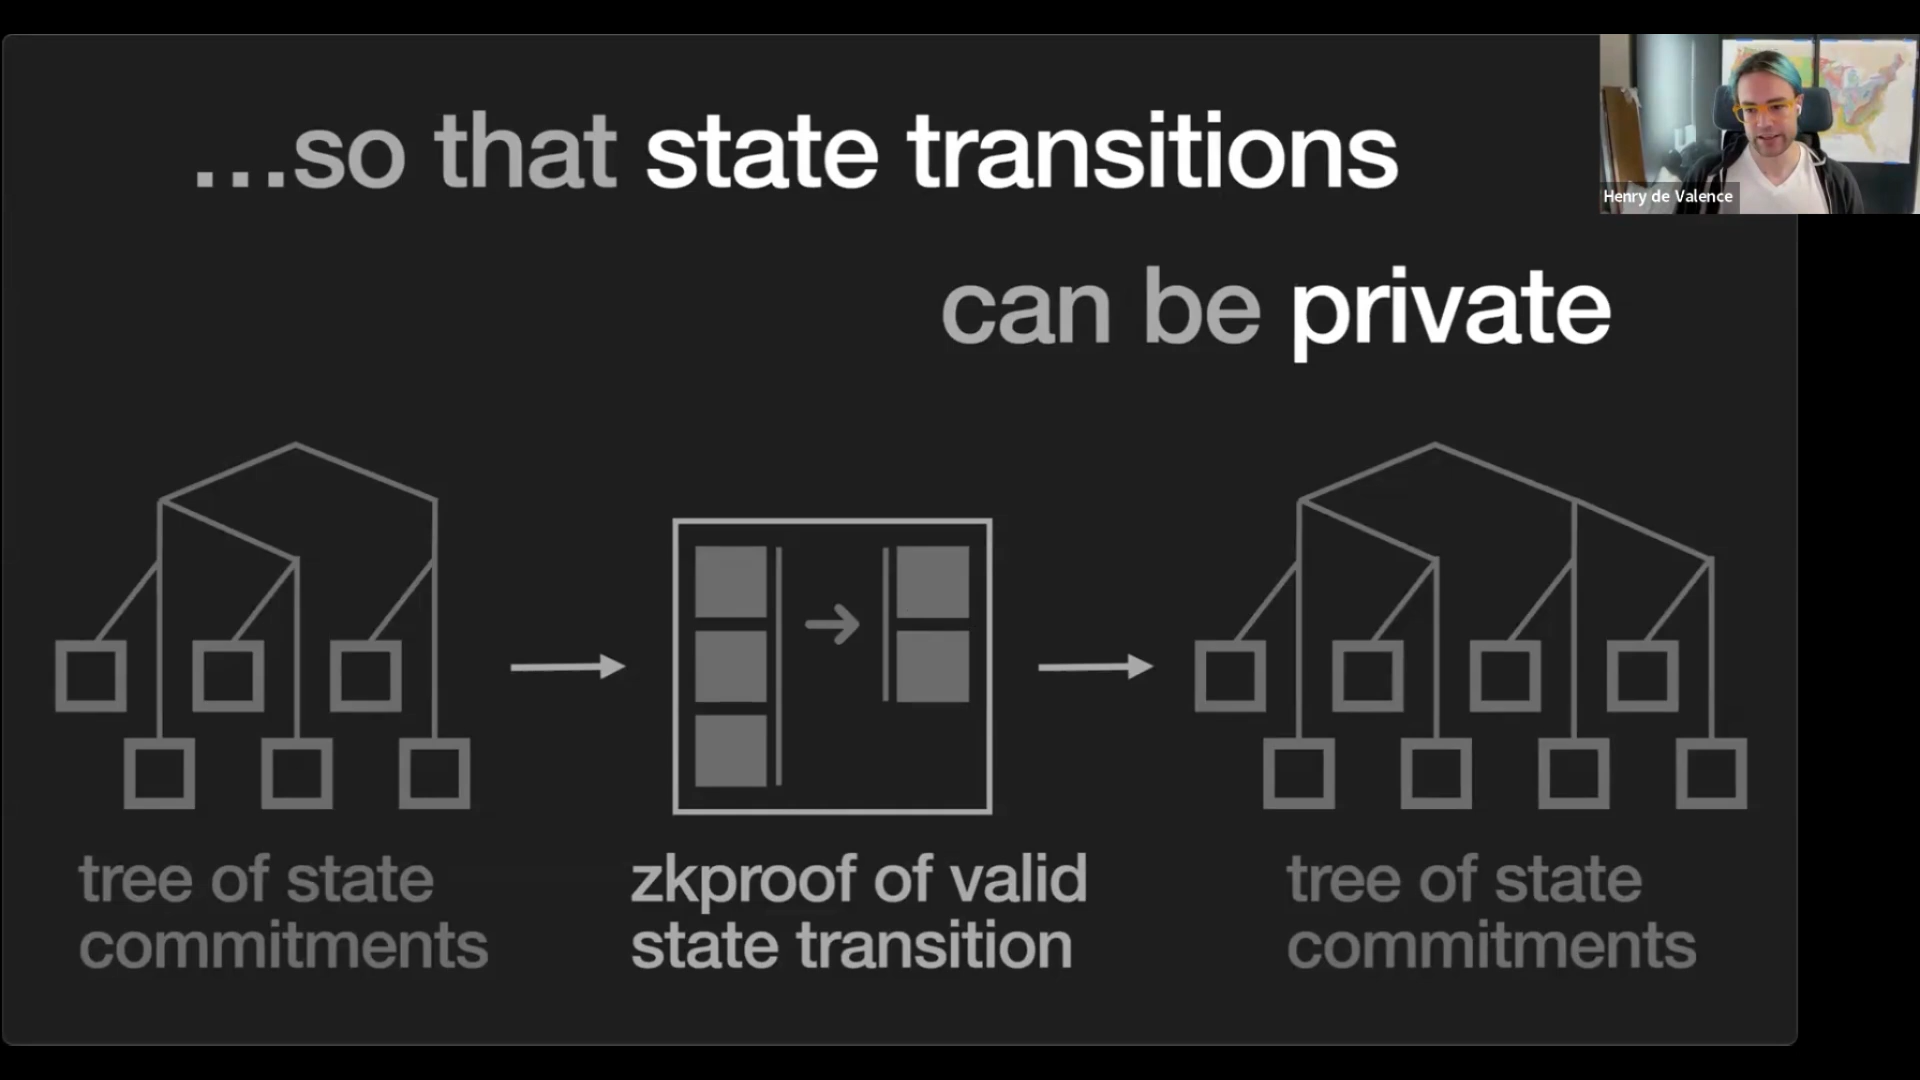 ...so that state transitions
can be private
Henry de Valence
tree of state
commitments
zkproof of valid
state transition
tree of state
commitments